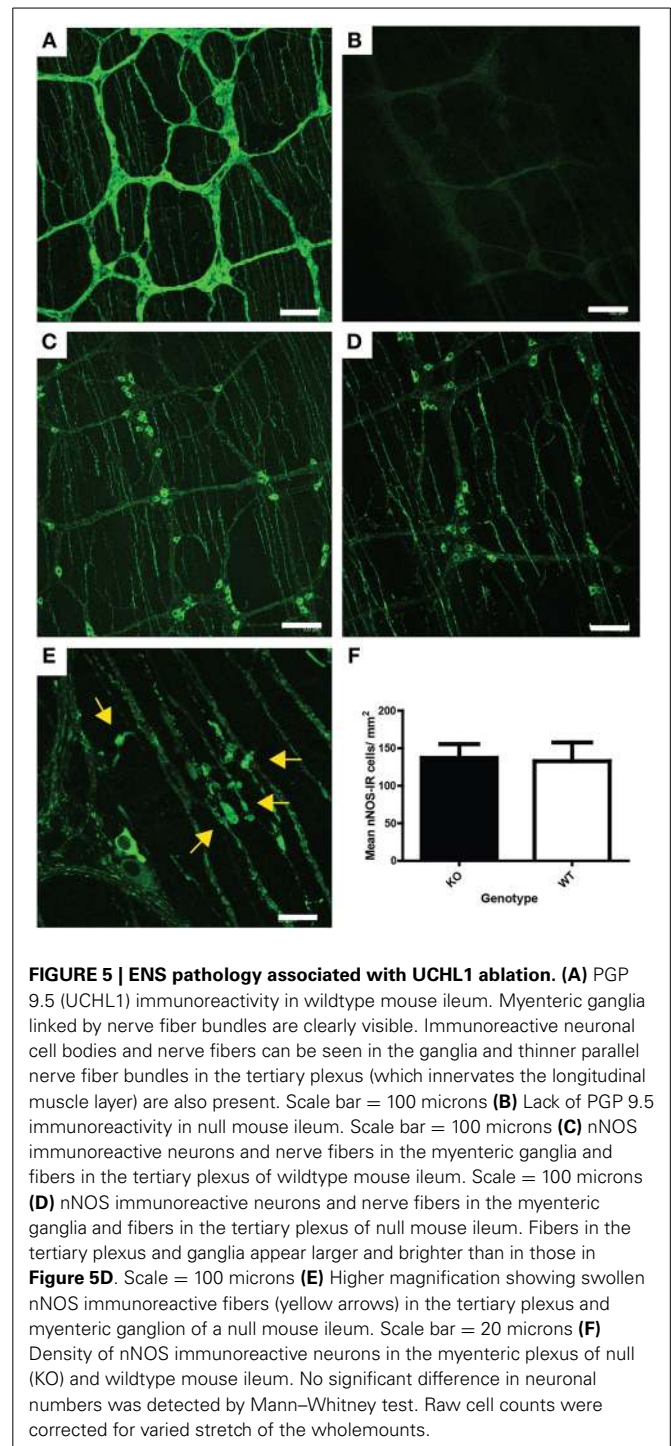 A
B
C
D
E
F
200
150
100
50
0
Mean nNOS-IR cells/ mm²
KO
WT
Genotype
FIGURE 5 | ENS pathology associated with UCHL1 ablation. (A) PGP
9.5 (UCHL1) immunoreactivity in wildtype mouse ileum. Myenteric ganglia
linked by nerve fiber bundles are clearly visible. Immunoreactive neuronal
cell bodies and nerve fibers can be seen in the ganglia and thinner parallel
nerve fiber bundles in the tertiary plexus (which innervates the longitudinal
muscle layer) are also present. Scale bar = 100 microns (B) Lack of PGP 9.5
immunoreactivity in null mouse ileum. Scale bar = 100 microns (C) nNOS
immunoreactive neurons and nerve fibers in the myenteric ganglia and
fibers in the tertiary plexus of wildtype mouse ileum. Scale = 100 microns
(D) nNOS immunoreactive neurons and nerve fibers in the myenteric
ganglia and fibers in the tertiary plexus of null mouse ileum. Fibers in the
tertiary plexus and ganglia appear larger and brighter than in those in
Figure 5D. Scale = 100 microns (E) Higher magnification showing swollen
nNOS immunoreactive fibers (yellow arrows) in the tertiary plexus and
myenteric ganglion of a null mouse ileum. Scale bar = 20 microns (F)
Density of nNOS immunoreactive neurons in the myenteric plexus of null
(KO) and wildtype mouse ileum. No significant difference in neuronal
numbers was detected by Mann–Whitney test. Raw cell counts were
corrected for varied stretch of the wholemounts.